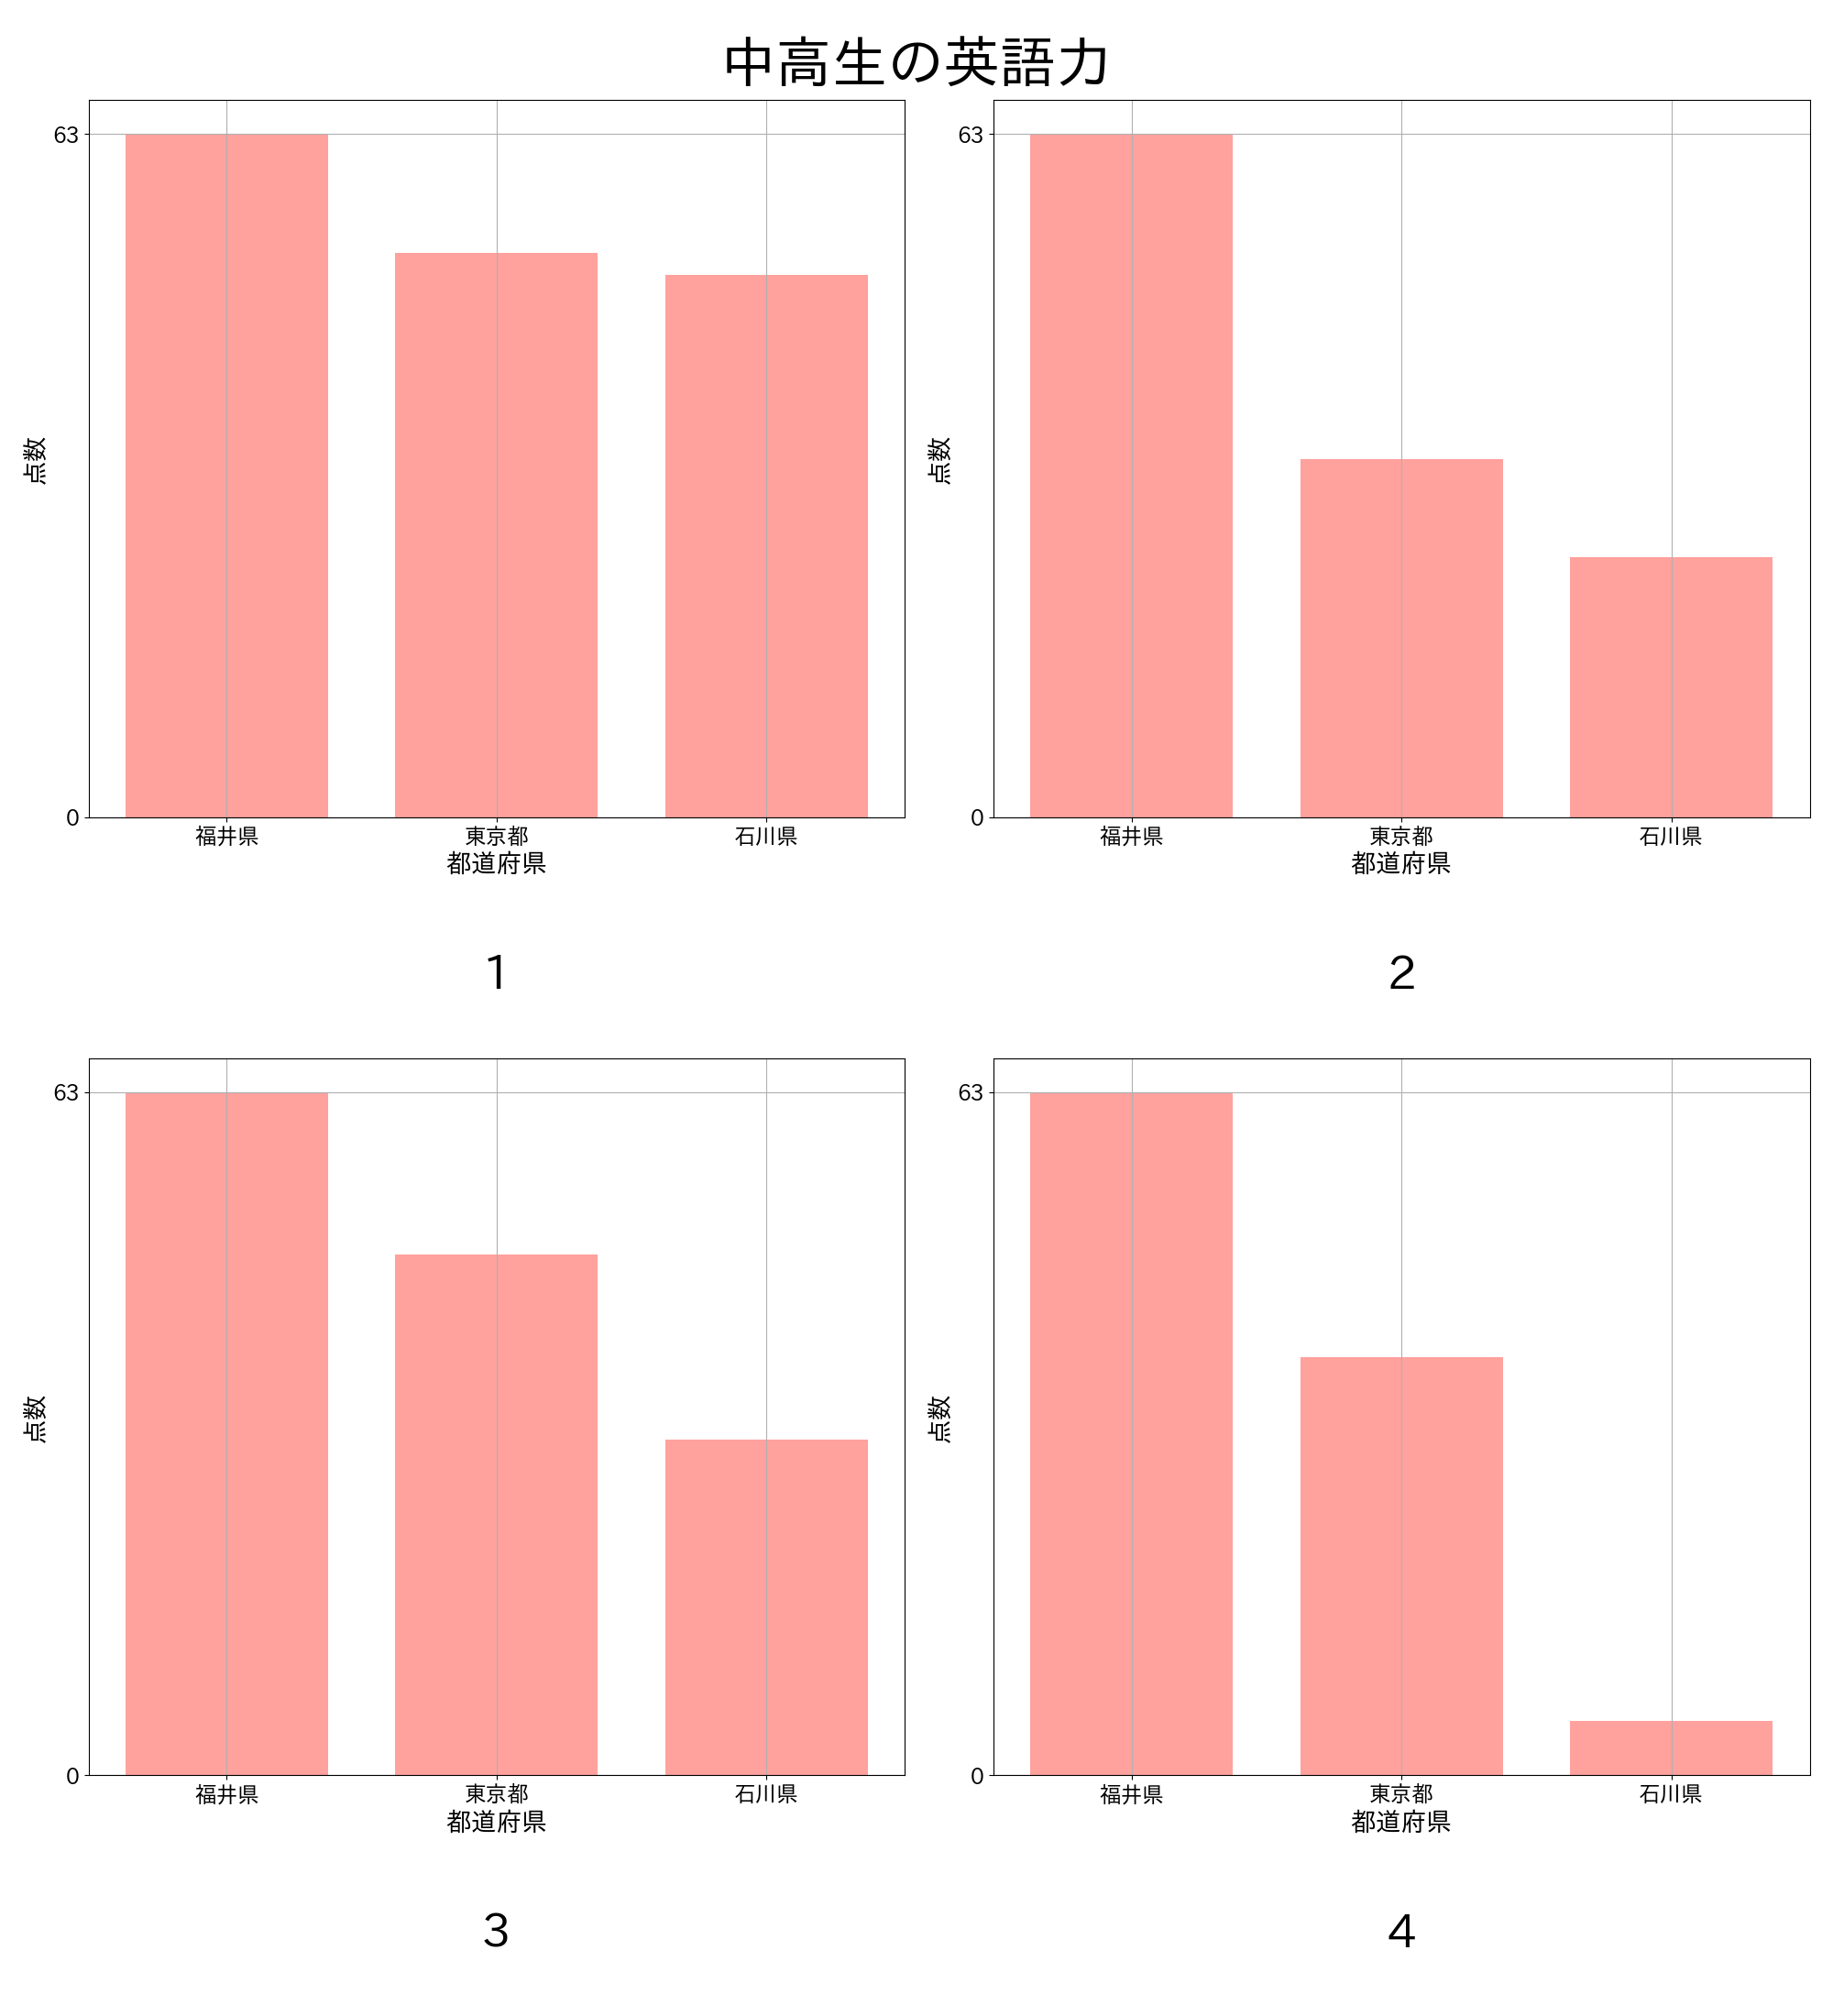 中高生の英語力
63
点数
0
福井県 東京都 石川県
都道府県
1
63
点数
0
福井県 東京都 石川県
都道府県
2
63
点数
0
福井県 東京都 石川県
都道府県
3
63
点数
0
福井県 東京都 石川県
都道府県
4